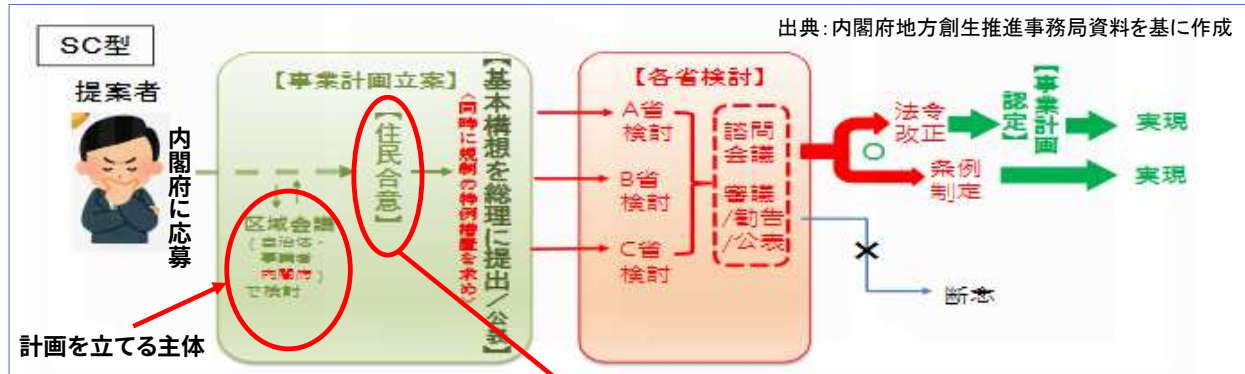 出典：内閣府地方創生推進事務局資料を基に作成
SC型
提案者
内閣府に応募
【事業計画立案】
区域会議
（自治体・
事業者・
内閣府）
で検討
計画を立てる主体
【住民合意】
〈同時に規制の特例措置を求め〉
【基本構想を総理に提出/公表】
【各省検討】
A省
検討
B省
検討
C省
検討
諮問
会議
審議
/勧告
/公表
法令
改正
○
条例
制定
【事業計画
認定】
実現
実現
×
断念